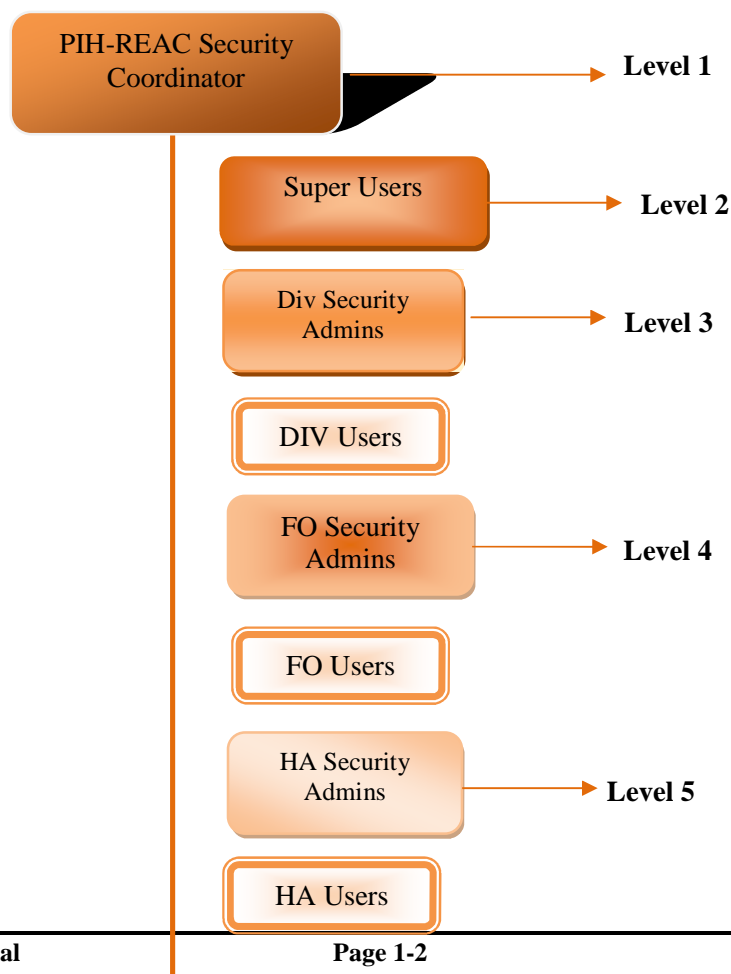 PIH-REAC Security
Coordinator
Level 1
Super Users
Level 2
Div Security
Admins
Level 3
DIV Users
FO Security
Admins
Level 4
FO Users
HA Security
Admins
Level 5
HA Users
al
Page 1-2